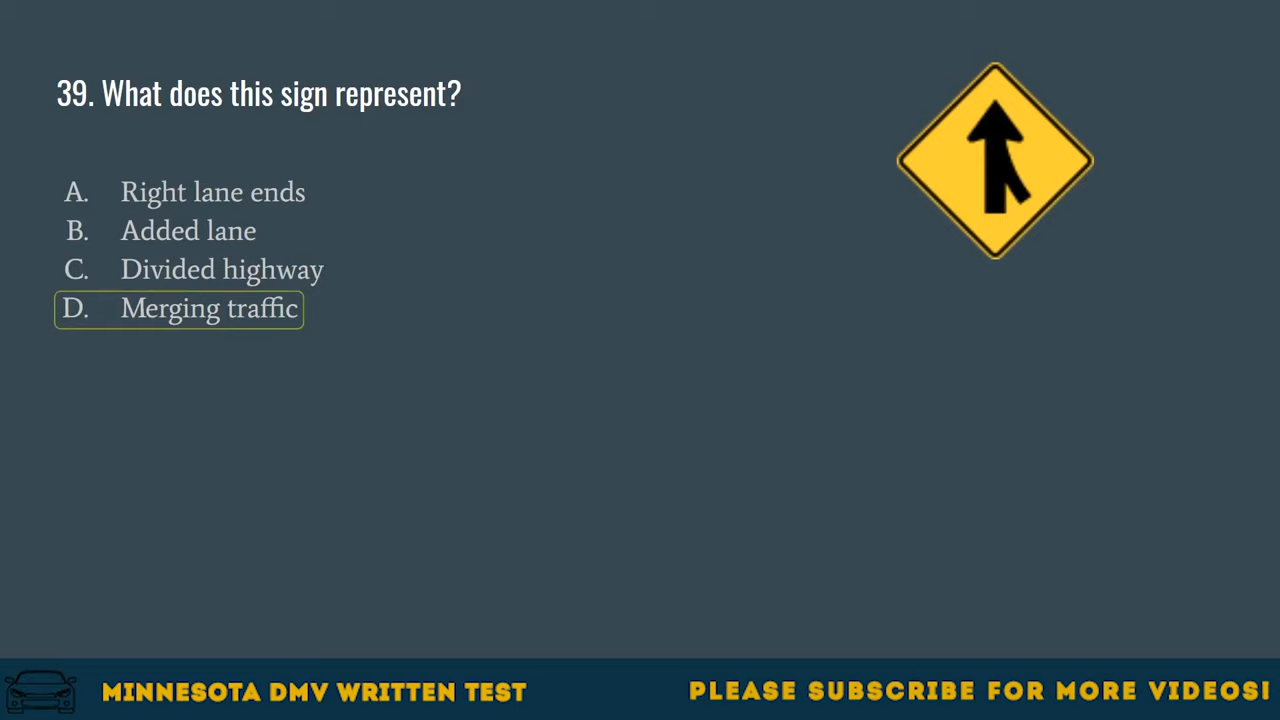 39. What does this sign represent?
A. Right lane ends
B. Added lane
C. Divided highway
D. Merging traffic
MINNESOTA DMV WRITTEN TEST
PLEASE SUBSCRIBE FOR MORE VIDEOS!